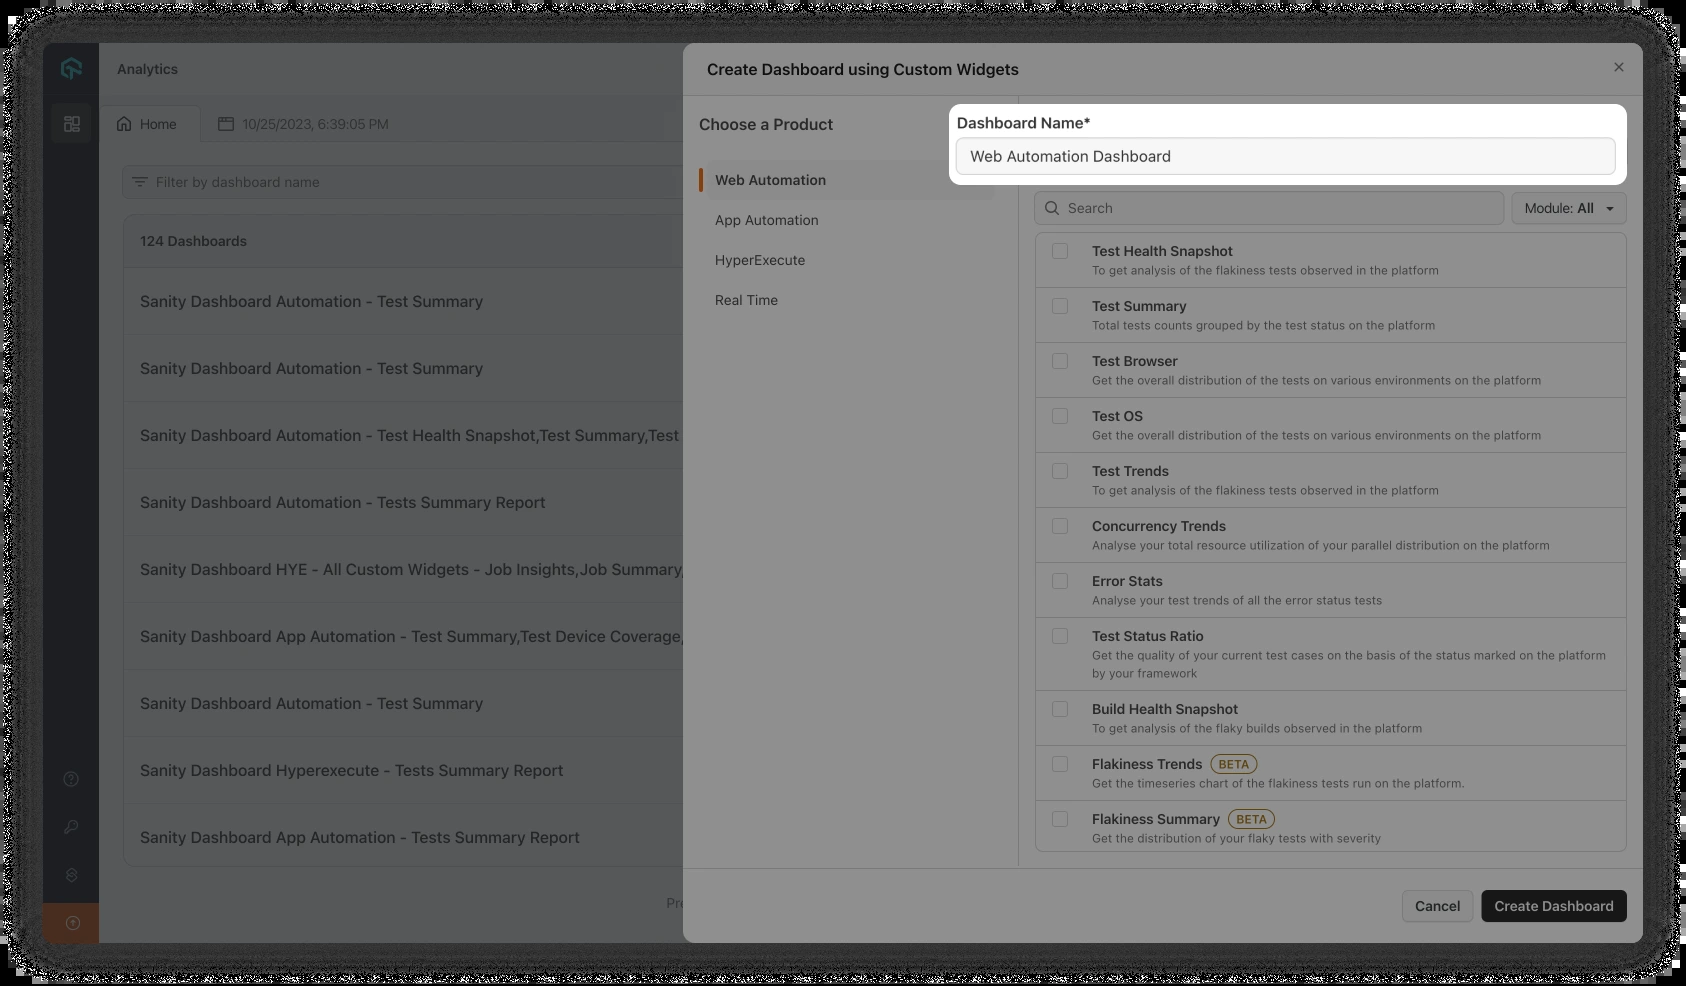 Analytics
Home
10/25/2023, 6:39:05 PM
Filter by dashboard name
124 Dashboards
Sanity Dashboard Automation - Test Summary
Sanity Dashboard Automation - Test Summary
Sanity Dashboard Automation - Test Health Snapshot,Test Summary,Test
Sanity Dashboard Automation - Tests Summary Report
Sanity Dashboard HYE - All Custom Widgets - Job Insights,Job Summary,
Sanity Dashboard App Automation - Test Summary,Test Device Coverage,
Sanity Dashboard Automation - Test Summary
Sanity Dashboard Hyperexecute - Tests Summary Report
Sanity Dashboard App Automation - Tests Summary Report
Create Dashboard using Custom Widgets
Choose a Product
Web Automation
App Automation
HyperExecute
Real Time
Dashboard Name*
Web Automation Dashboard
Search
Module: All
Test Health Snapshot
To get analysis of the flakiness tests observed in the platform
Test Summary
Total tests counts grouped by the test status on the platform
Test Browser
Get the overall distribution of the tests on various environments on the platform
Test OS
Get the overall distribution of the tests on various environments on the platform
Test Trends
To get analysis of the flakiness tests observed in the platform
Concurrency Trends
Analyse your total resource utilization of your parallel distribution on the platform
Error Stats
Analyse your test trends of all the error status tests
Test Status Ratio
Get the quality of your current test cases on the basis of the status marked on the platform
by your framework
Build Health Snapshot
To get analysis of the flaky builds observed in the platform
Flakiness Trends BETA
Get the timeseries chart of the flakiness tests run on the platform.
Flakiness Summary BETA
Get the distribution of your flaky tests with severity
Cancel
Create Dashboard